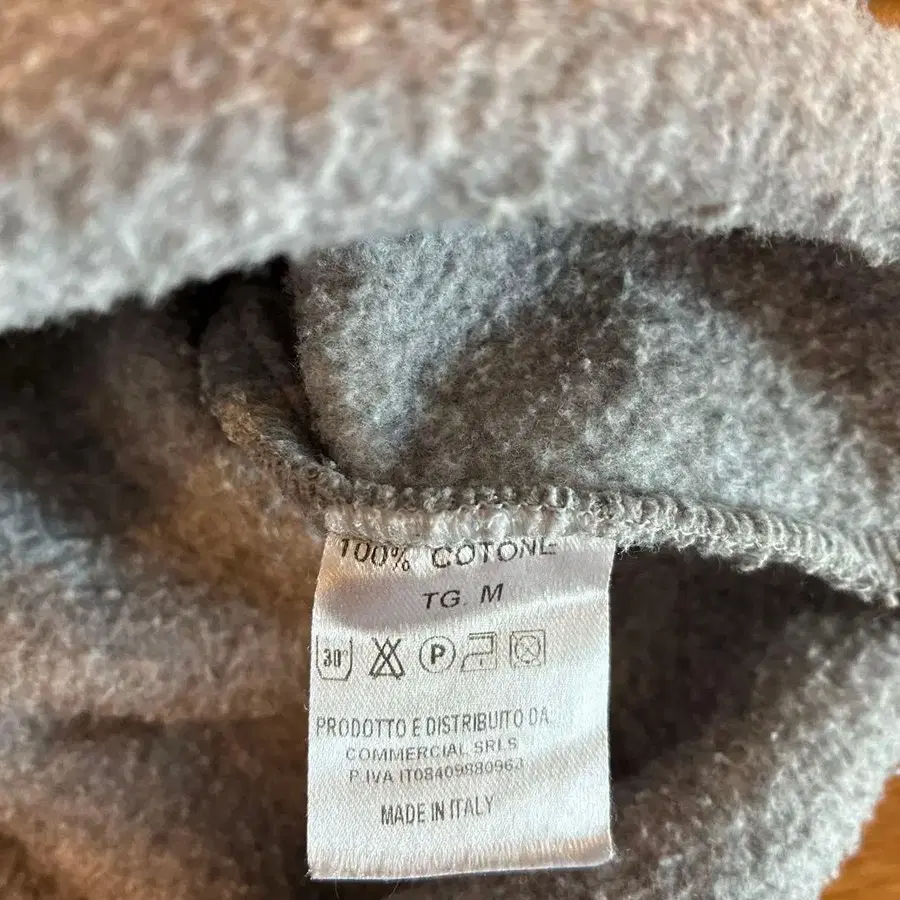 100% COTONE
TG. M
30° P
PRODOTTO E DISTRIBUITO DA
COMMERCIAL SRLS
P.IVA IT08409880963
MADE IN ITALY